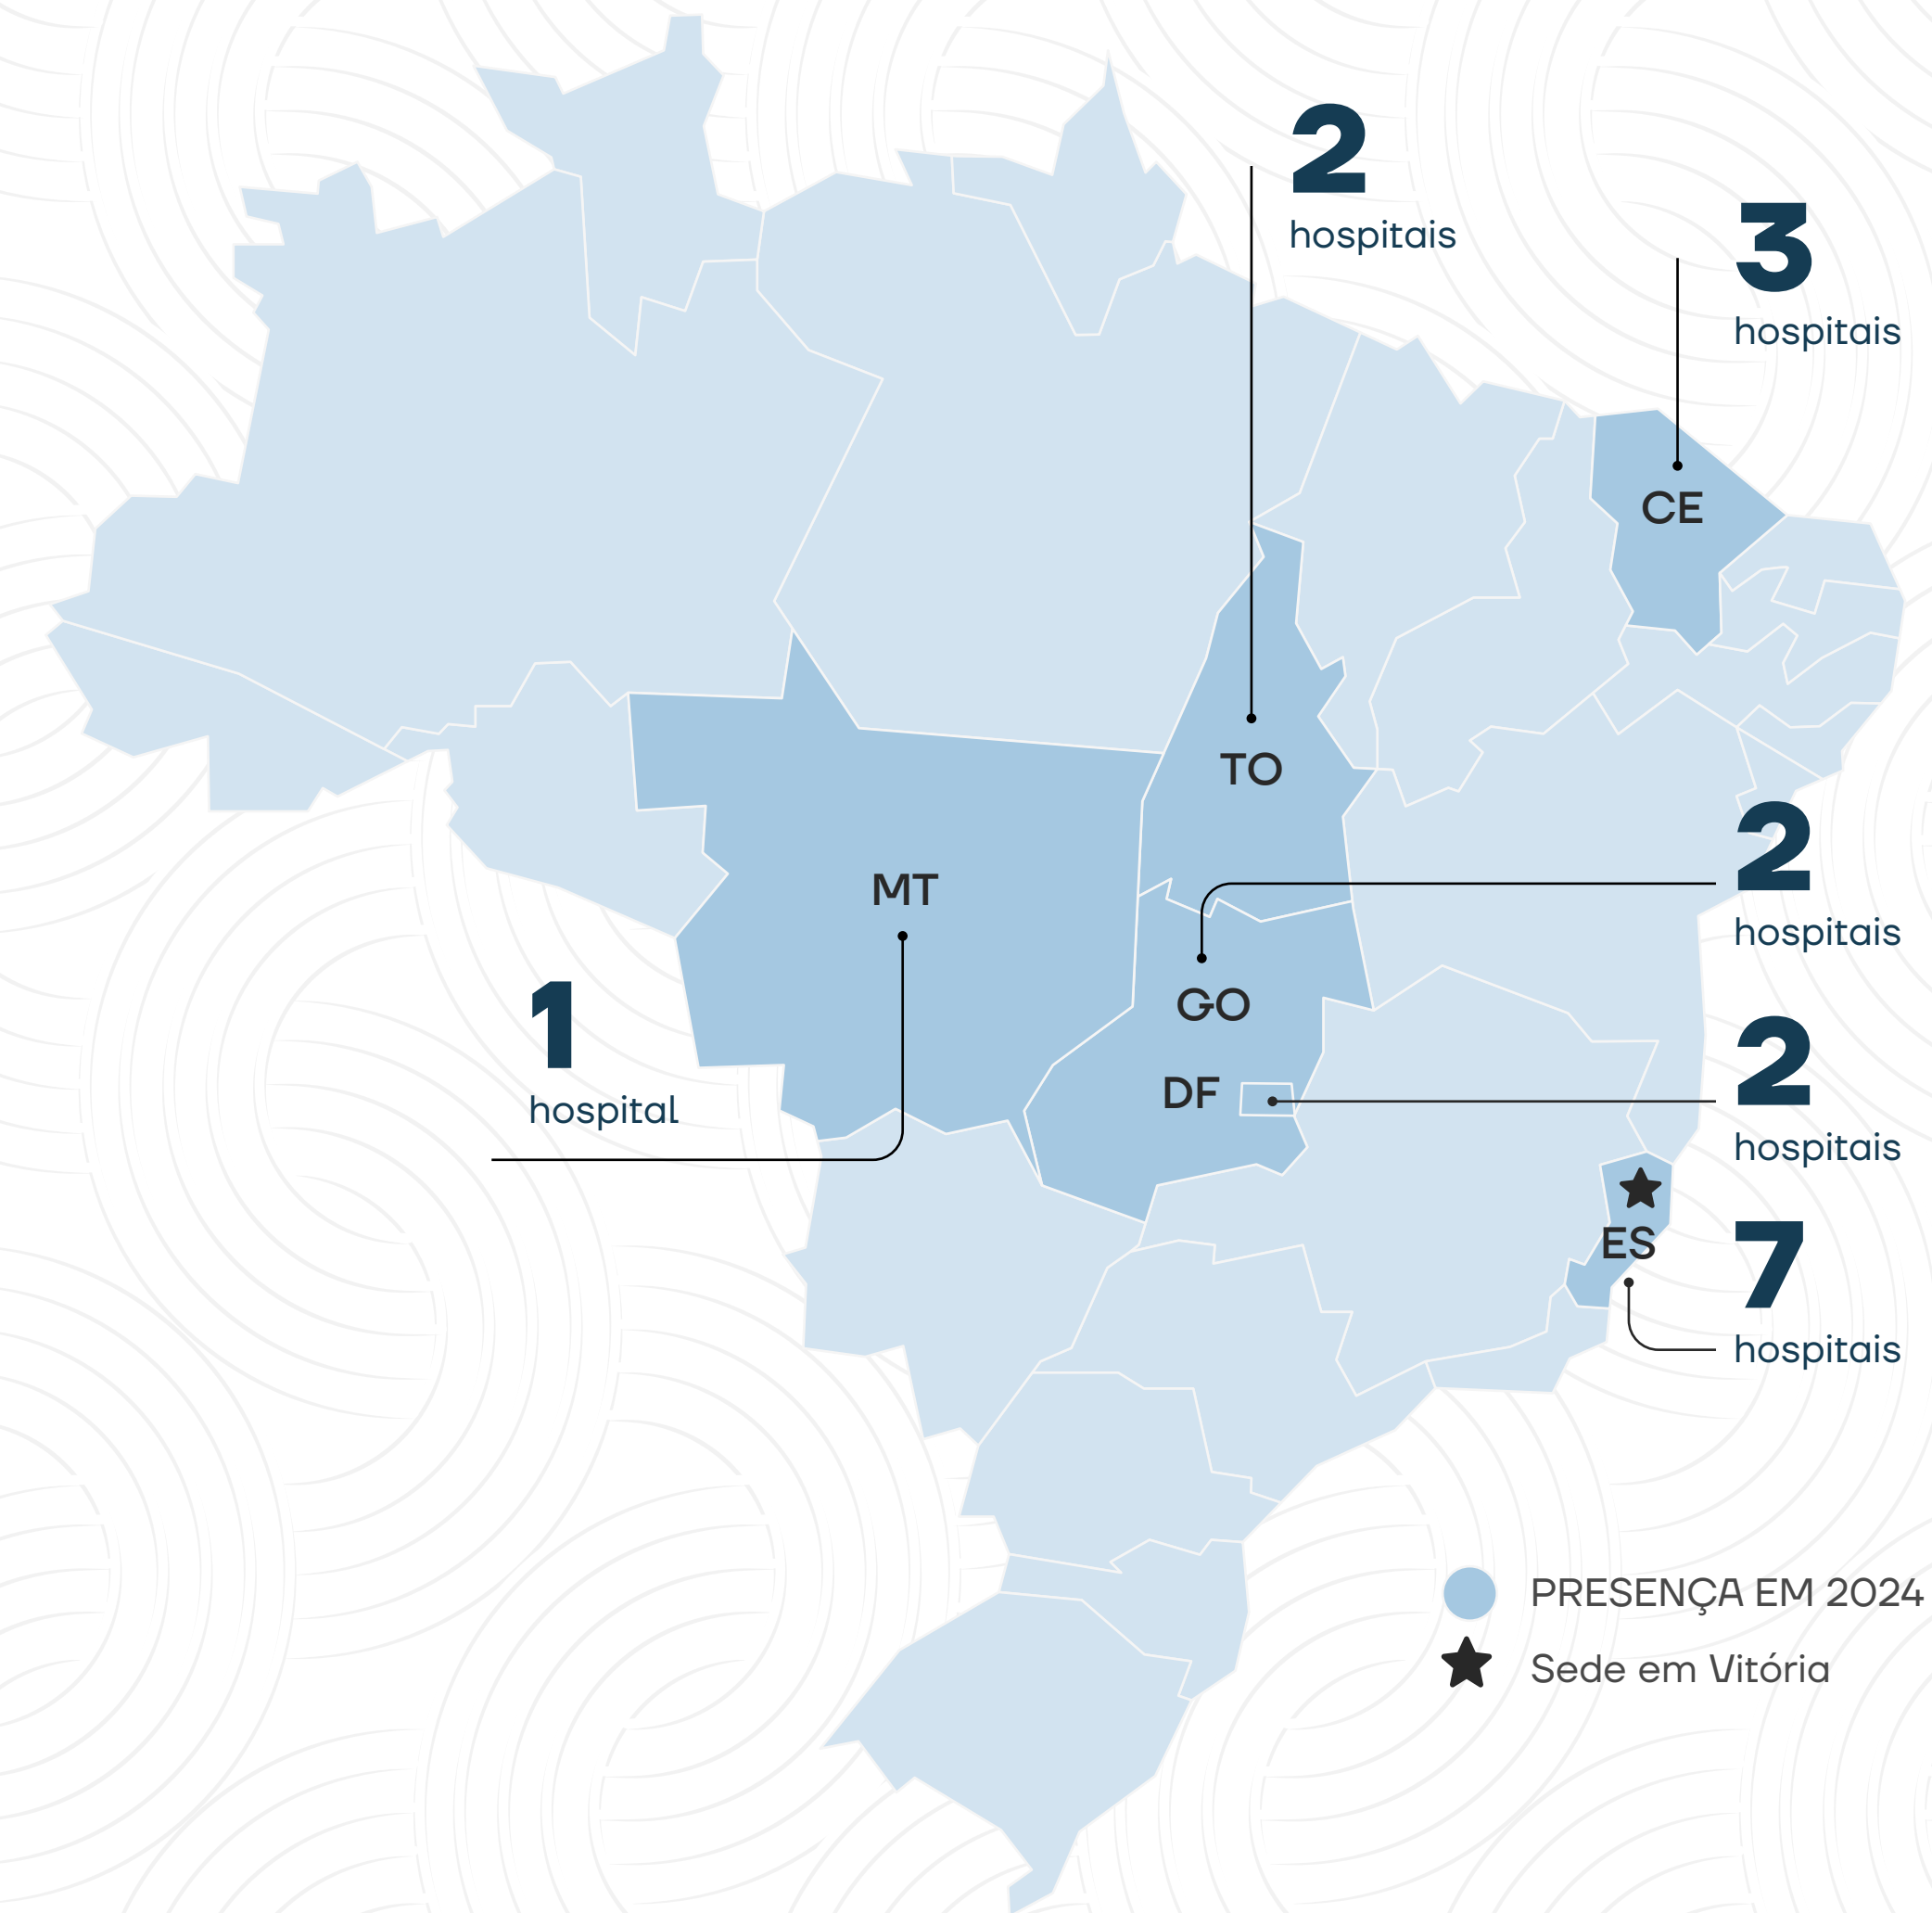 2
hospitais
3
hospitais
CE
TO
2
hospitais
MT
GO
1
hospital
DF
2
hospitais
ES
7
hospitais
PRESENÇA EM 2024
Sede em Vitória